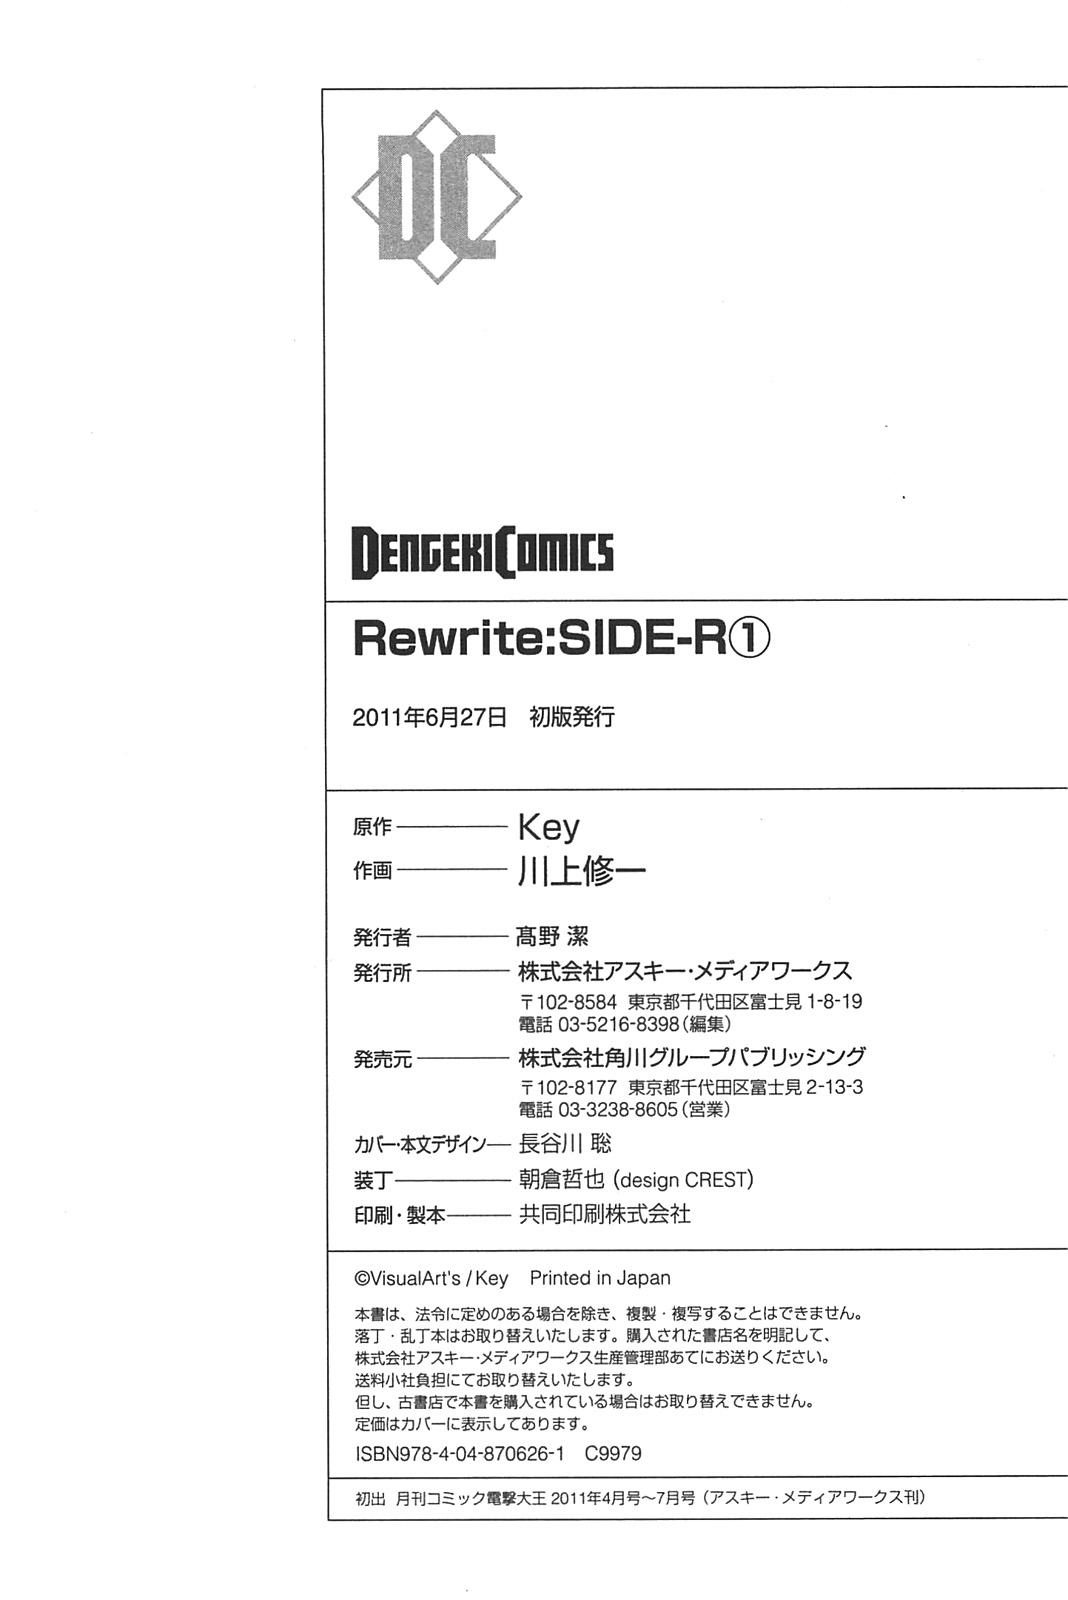 DC
DENGEKI COMICS
Rewrite:SIDE-R①
2011年6月27日　初版発行
原作 ──── Key
作画 ──── 川上修一
発行者 ──── 髙野 潔
発行所 ──── 株式会社アスキー・メディアワークス
〒102-8584 東京都千代田区富士見 1-8-19
電話 03-5216-8398（編集）
発売元 ──── 株式会社角川グループパブリッシング
〒102-8177 東京都千代田区富士見 2-13-3
電話 03-3238-8605（営業）
カバー・本文デザイン── 長谷川 聡
装丁 ──── 朝倉哲也（design CREST）
印刷・製本 ──── 共同印刷株式会社
©VisualArt's / Key　Printed in Japan
本書は、法令に定めのある場合を除き、複製・複写することはできません。
落丁・乱丁本はお取り替えいたします。購入された書店名を明記して、
株式会社アスキー・メディアワークス生産管理部あてにお送りください。
送料小社負担にてお取り替えいたします。
但し、古書店で本書を購入されている場合はお取り替えできません。
定価はカバーに表示してあります。
ISBN978-4-04-870626-1　C9979
初出 月刊コミック電撃大王 2011年4月号～7月号（アスキー・メディアワークス刊）